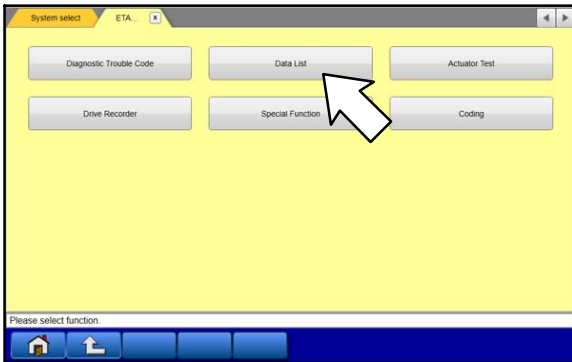 System select ETA... x
Diagnostic Trouble Code Data List Actuator Test
Drive Recorder Special Function Coding
Please select function.